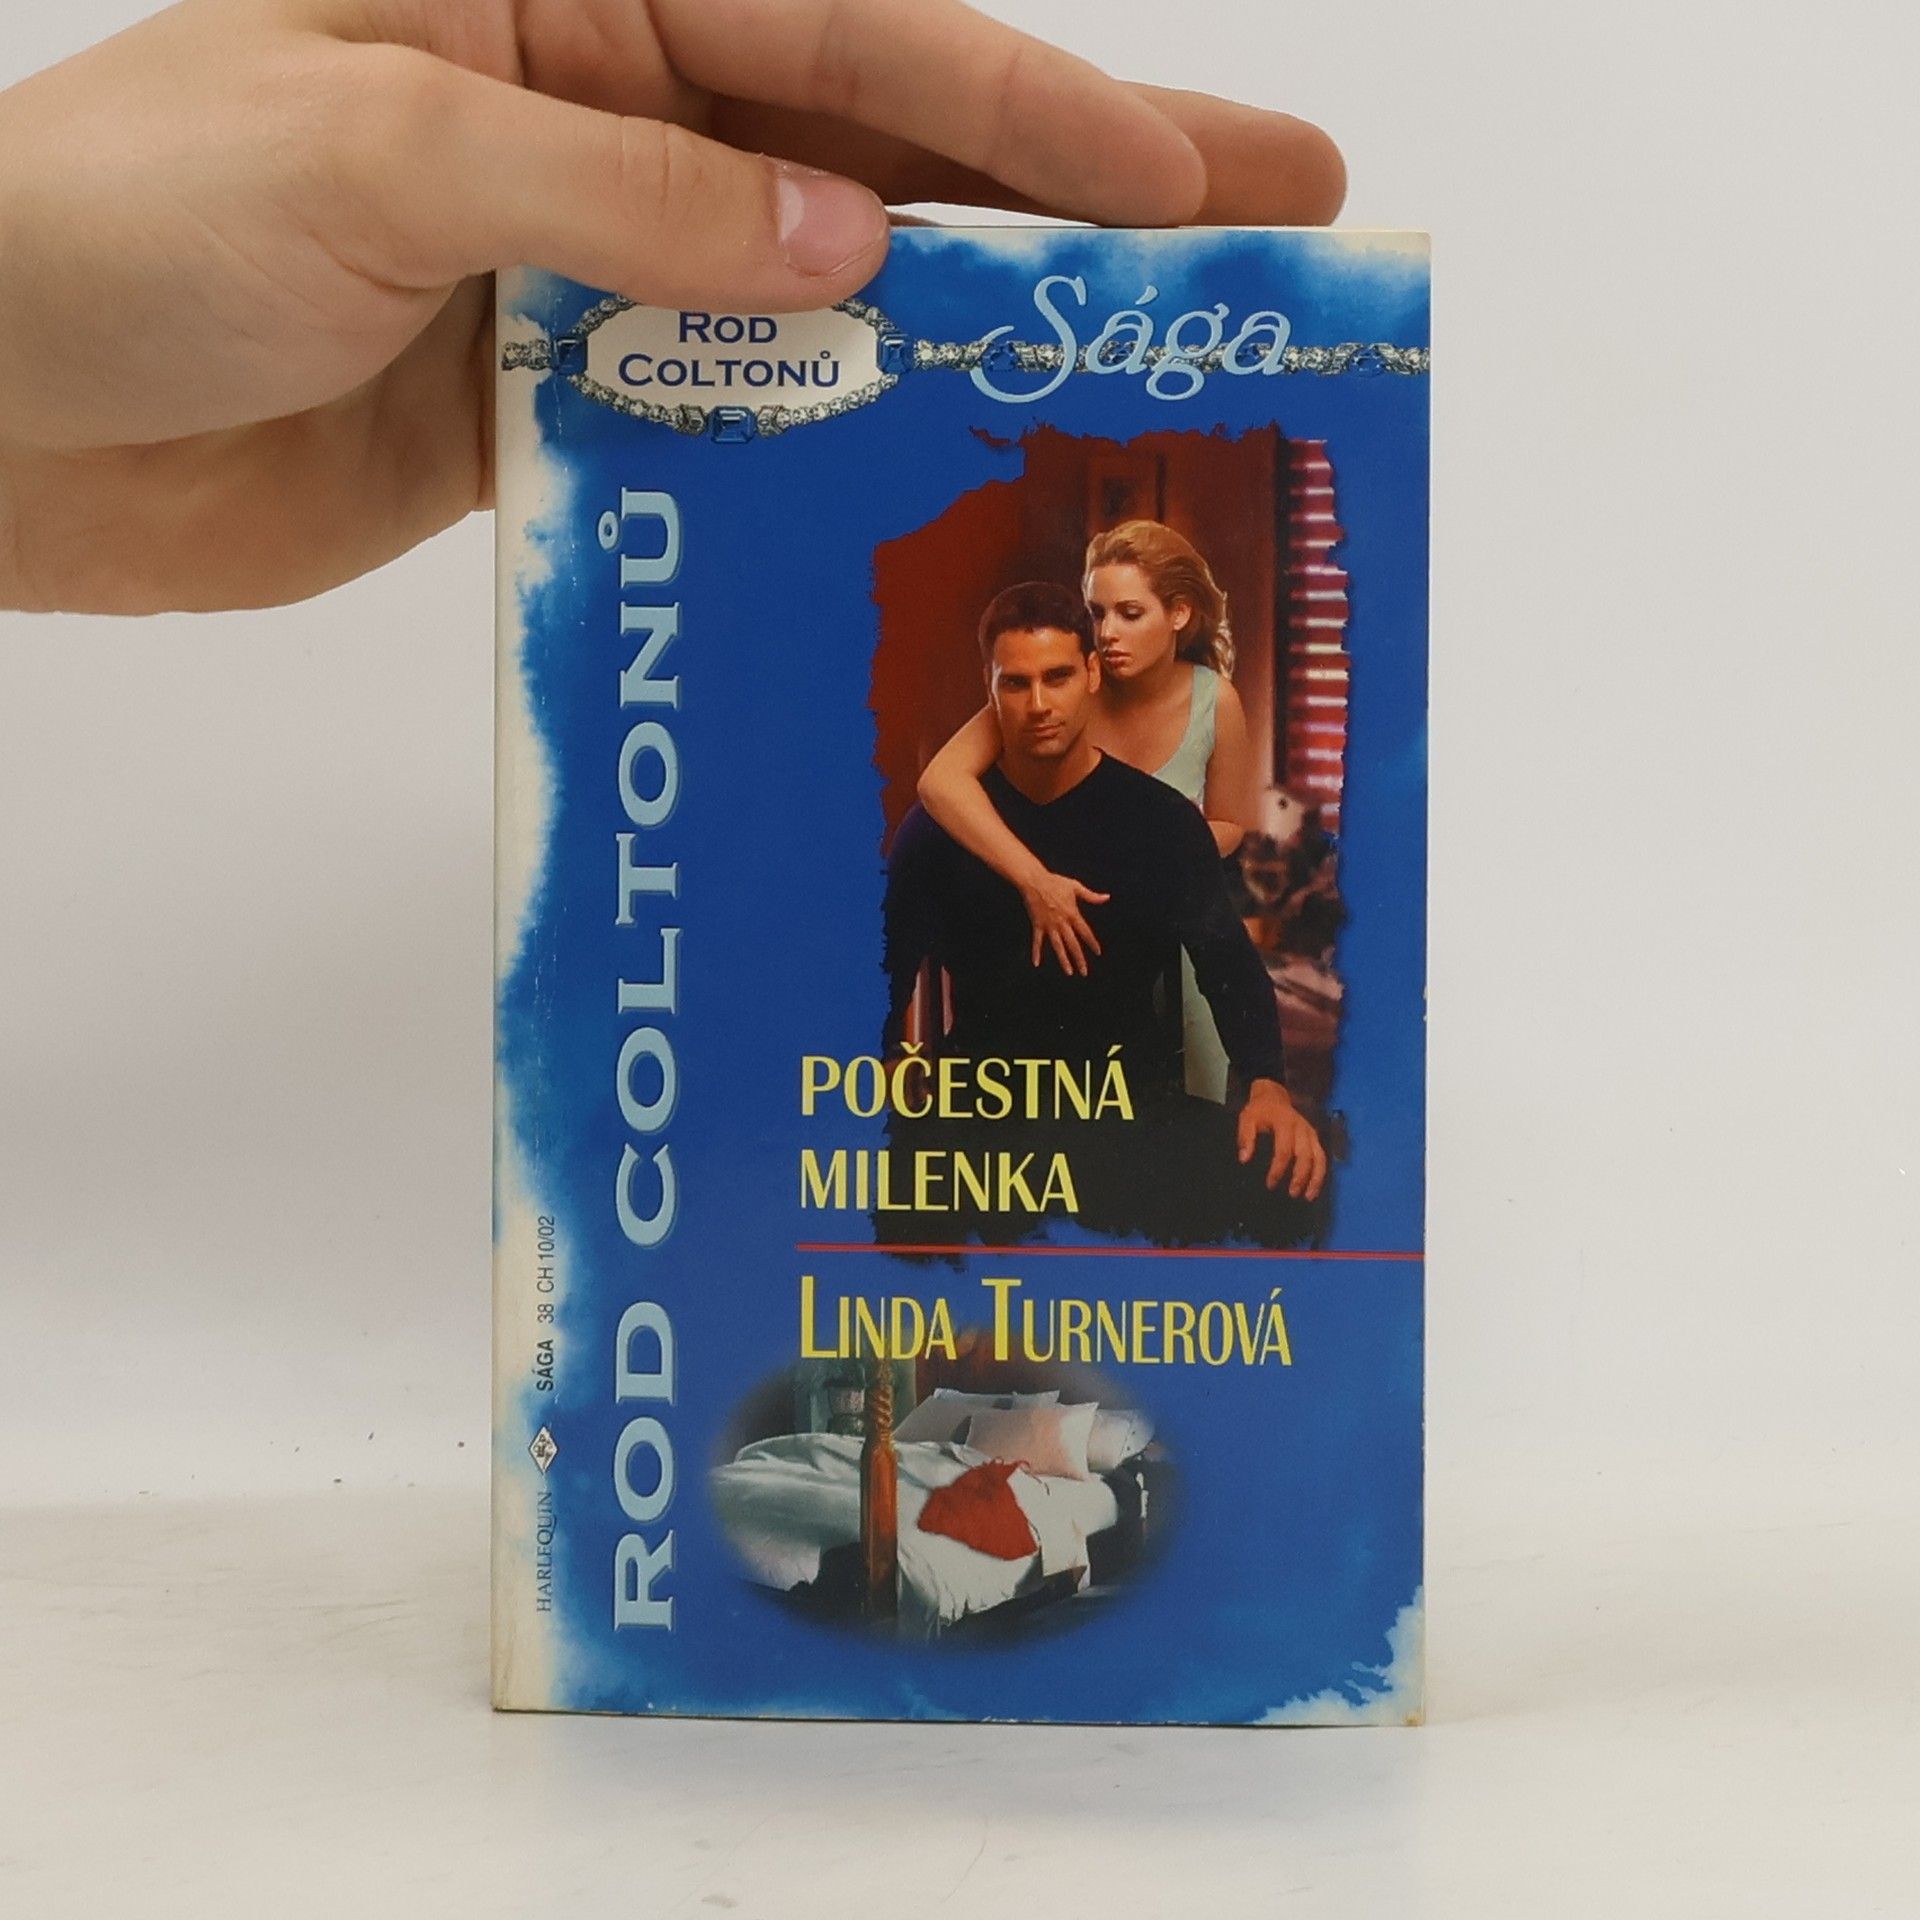 ROD
COLTONŮ
Sága
ROD COLTONŮ
POČESTNÁ
MILENKA
LINDA TURNEROVÁ
HARLEQUIN SÁGA 38 CH 10/02